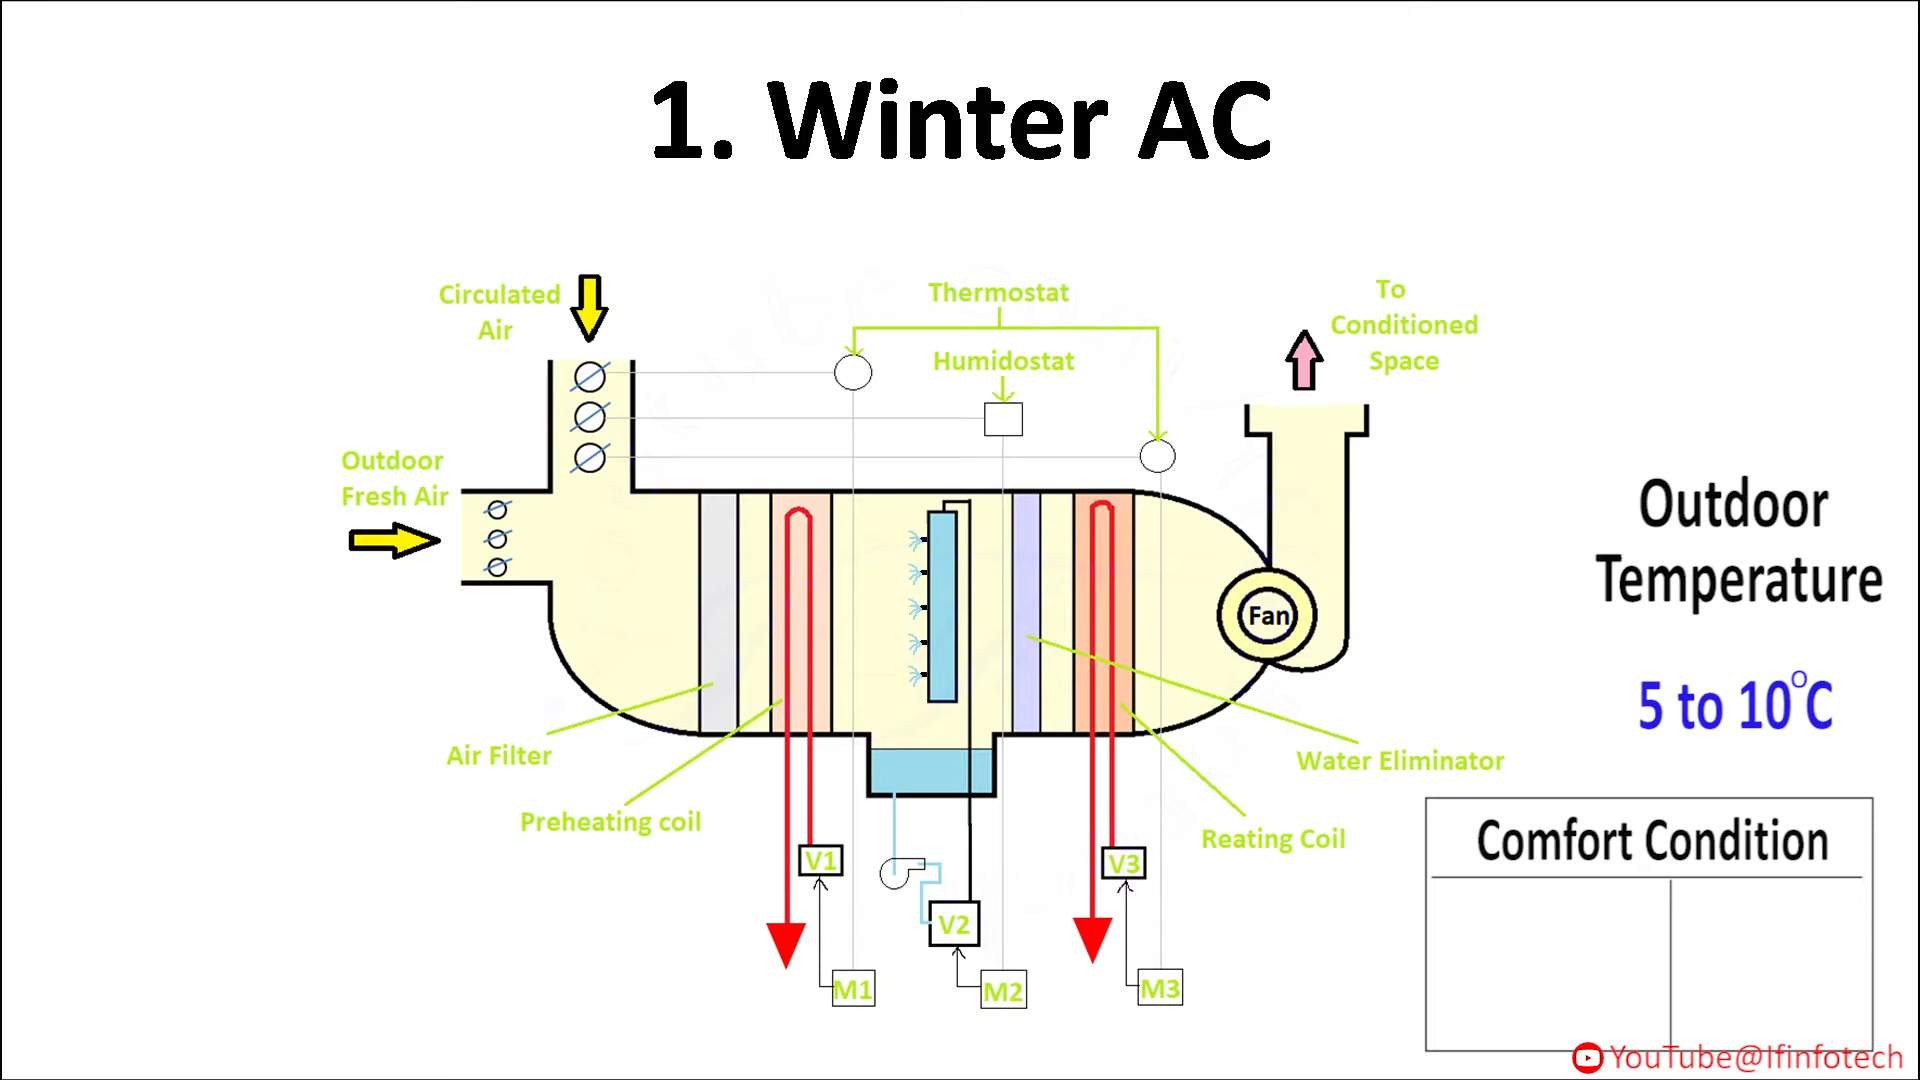 1. Winter AC
Circulated
Air
Thermostat
Humidostat
To
Conditioned
Space
Outdoor
Fresh Air
Outdoor
Temperature
5 to 10°C
Fan
Air Filter
Preheating coil
Water Eliminator
Reating Coil
V1
V2
V3
M1
M2
M3
Comfort Condition
YouTube@lfinfotech